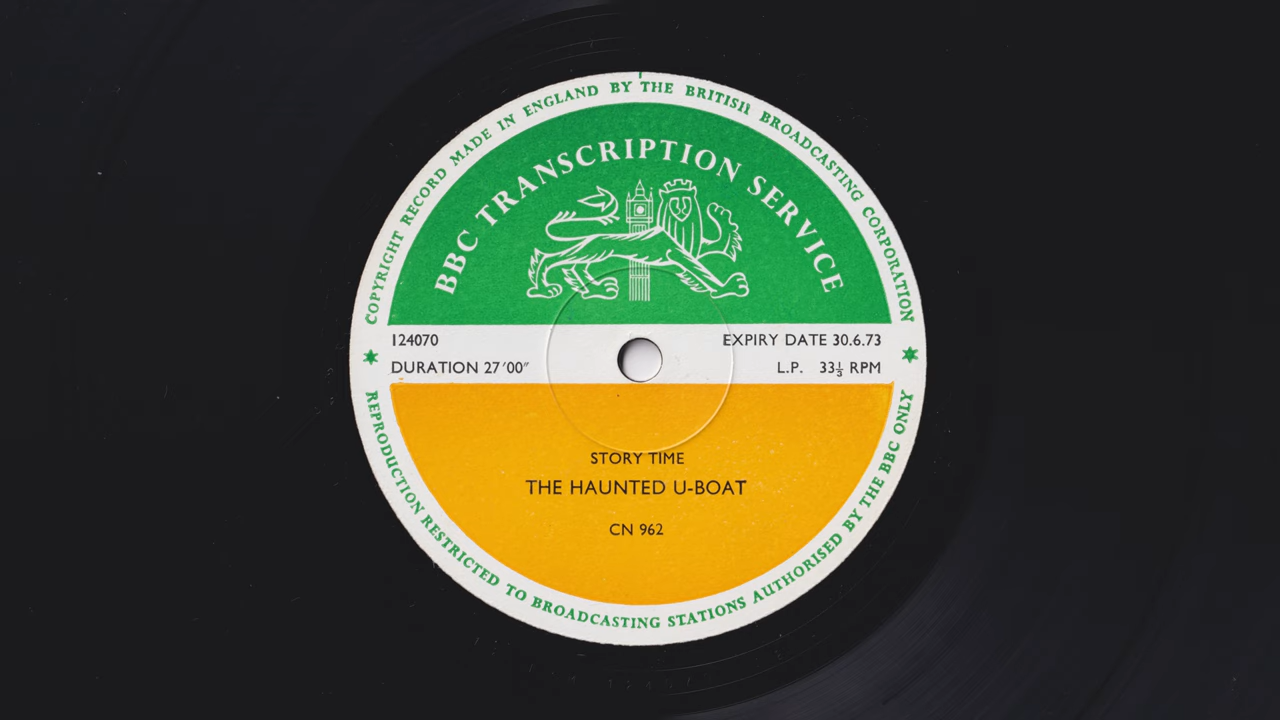 COPYRIGHT RECORD MADE IN ENGLAND BY THE BRITISH BROADCASTING CORPORATION
BBC TRANSCRIPTION SERVICE
124070
EXPIRY DATE 30.6.73
DURATION 27'00"
L.P. 33⅓ RPM
STORY TIME
THE HAUNTED U-BOAT
CN 962
REPRODUCTION RESTRICTED TO BROADCASTING STATIONS AUTHORISED BY THE BBC ONLY